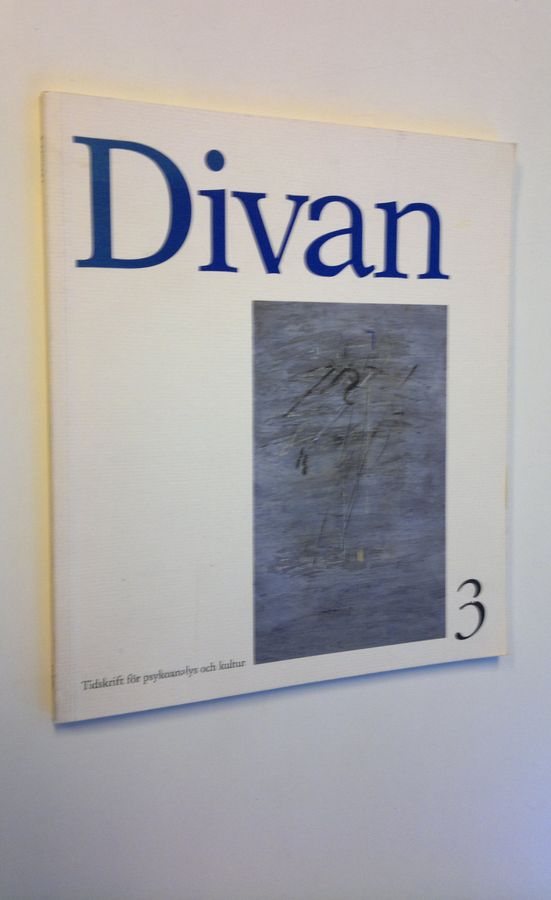 Divan
3
Tidskrift för psykoanalys och kultur